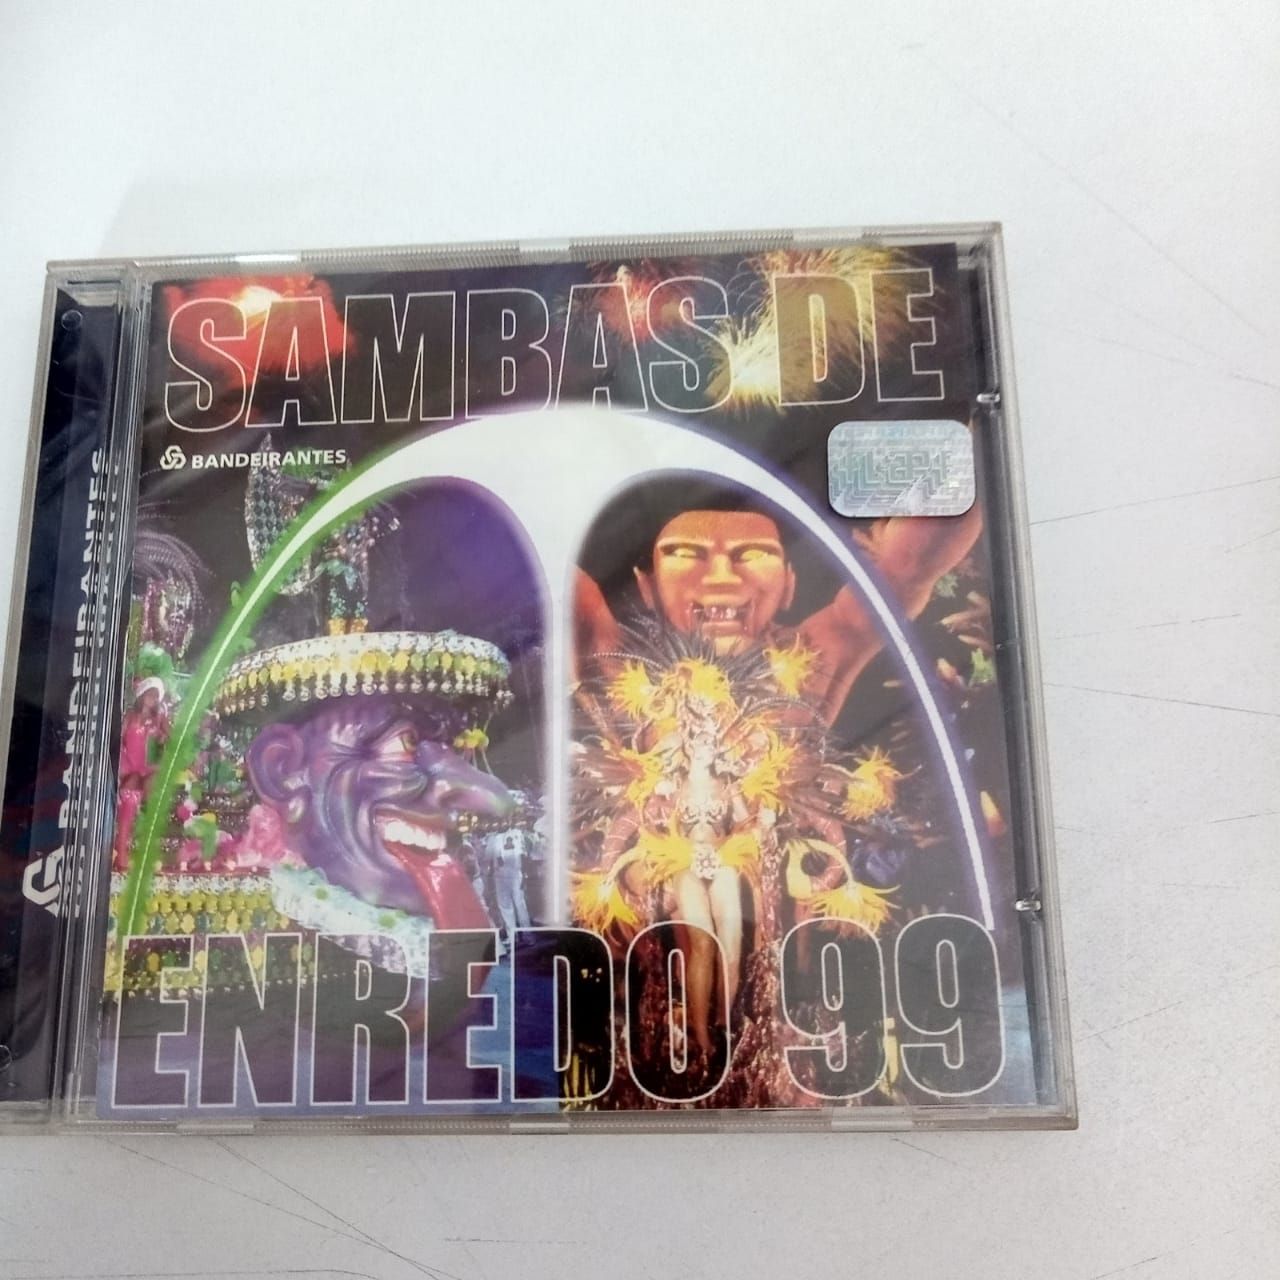 SAMBAS DE
BANDEIRANTES
ENREDO 99
BANDEIRANTES